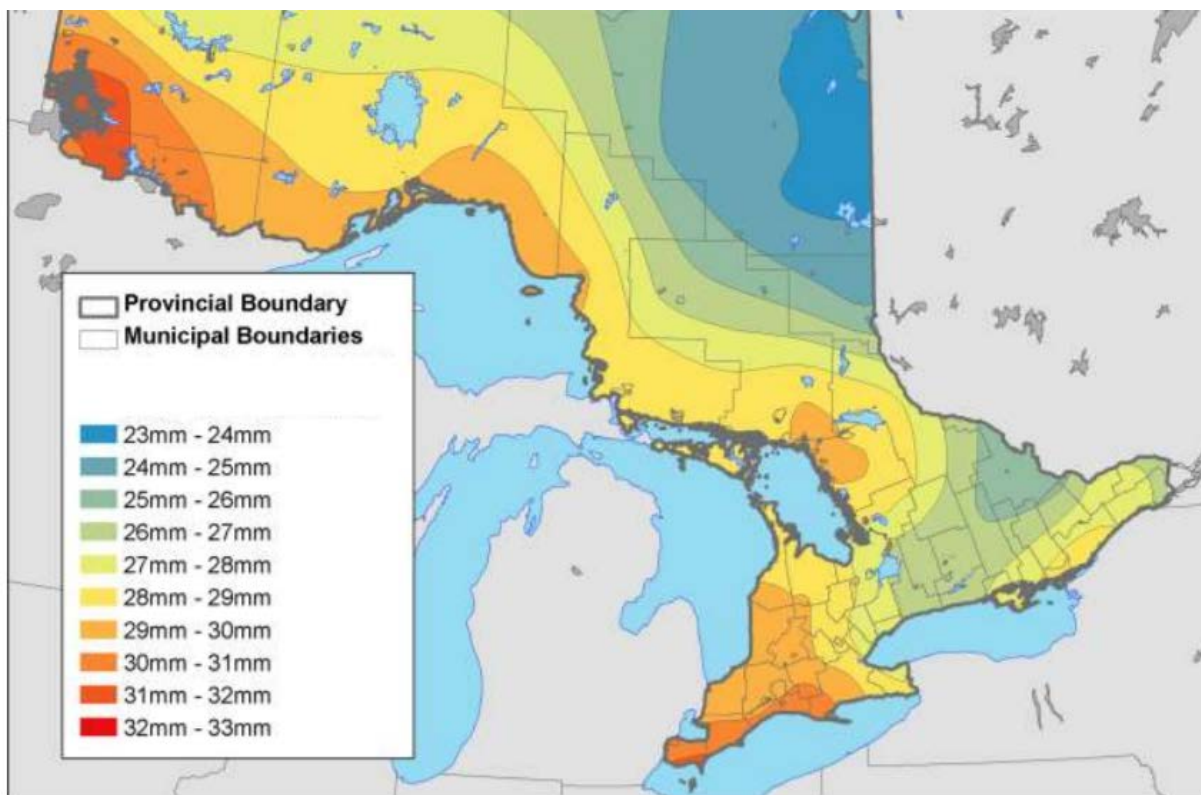 Provincial Boundary
Municipal Boundaries
23mm - 24mm
24mm - 25mm
25mm - 26mm
26mm - 27mm
27mm - 28mm
28mm - 29mm
29mm - 30mm
30mm - 31mm
31mm - 32mm
32mm - 33mm